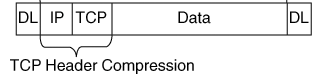 DL IP TCP Data DL
TCP Header Compression